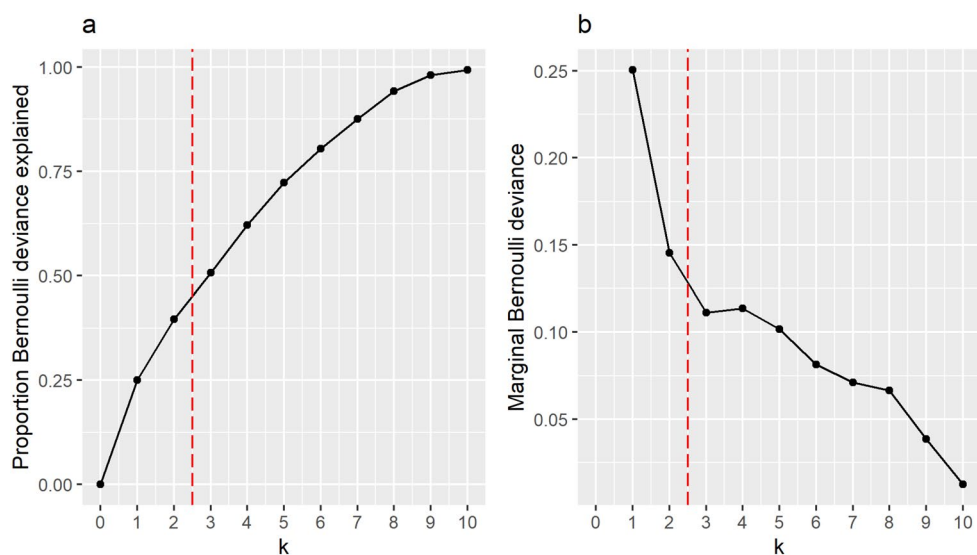 a
Proportion Bernoulli deviance explained
1.00
0.75
0.50
0.25
0.00
0 1 2 3 4 5 6 7 8 9 10
k
b
Marginal Bernoulli deviance
0.25
0.20
0.15
0.10
0.05
0 1 2 3 4 5 6 7 8 9 10
k